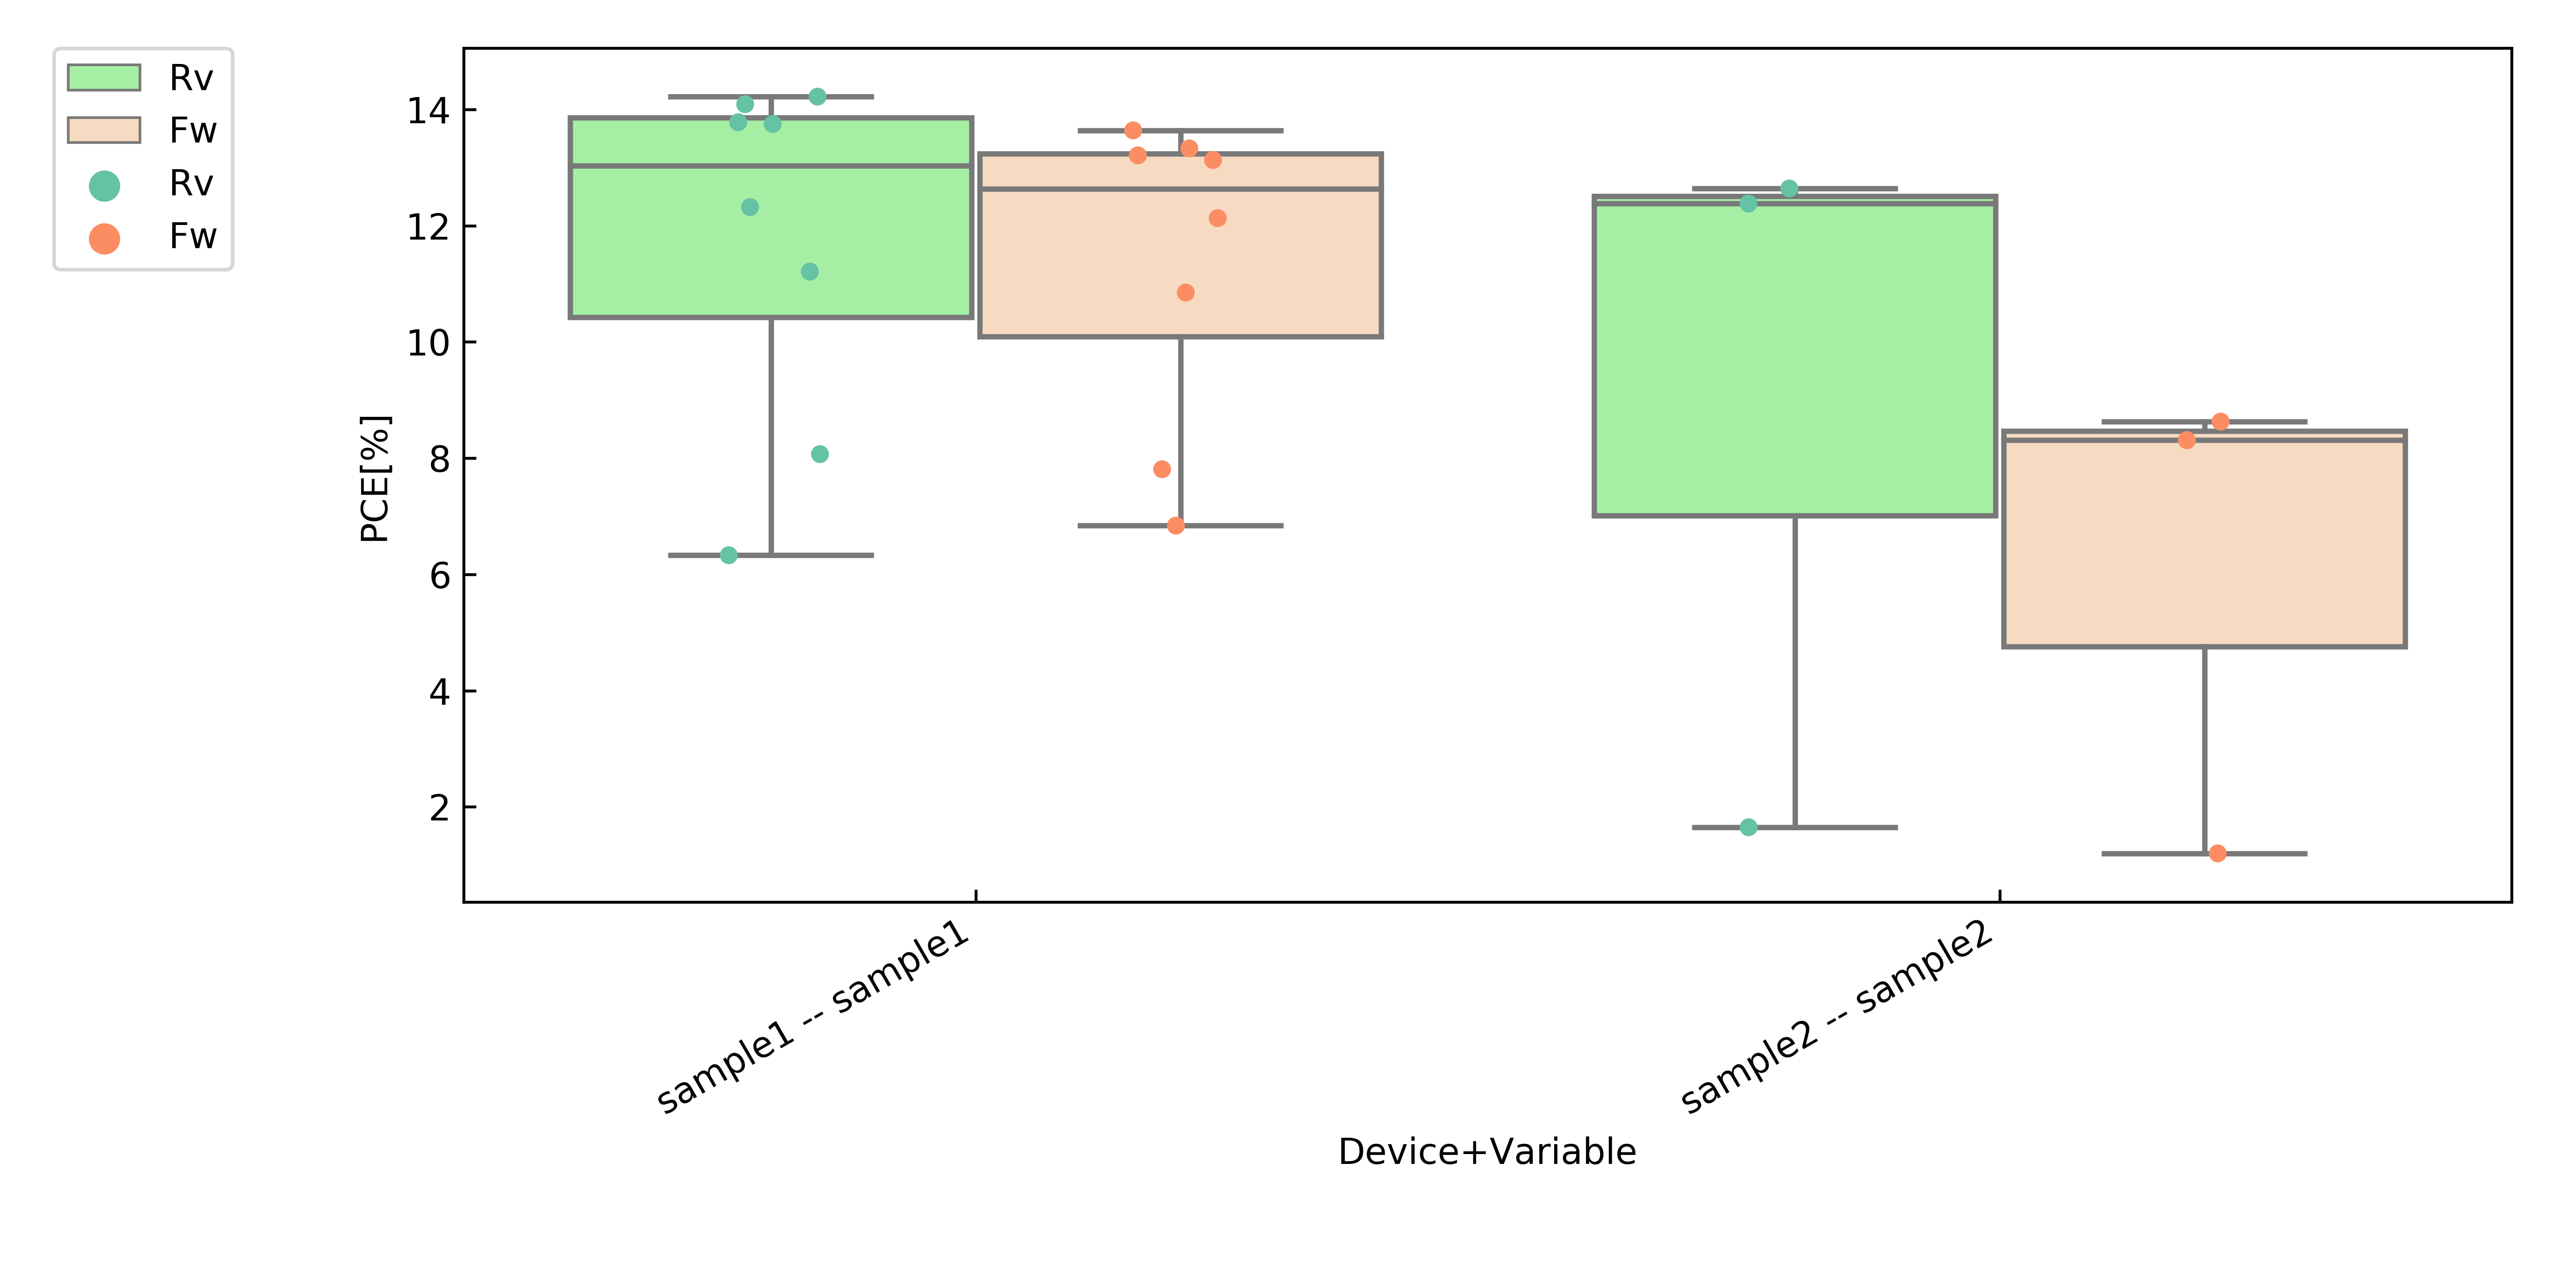 Rv
Fw
Rv
Fw
PCE[%]
14
12
10
8
6
4
2
sample1 -- sample1
sample2 -- sample2
Device+Variable